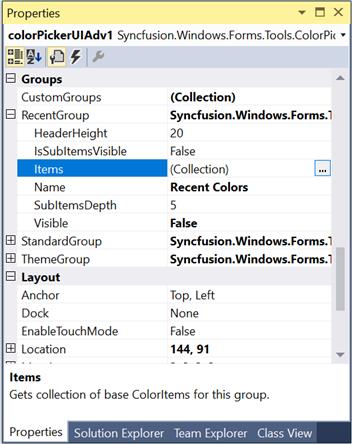 Properties
colorPickerUIAdv1 Syncfusion.Windows.Forms.Tools.ColorPic
Groups
CustomGroups (Collection)
RecentGroup Syncfusion.Windows.Forms.T
HeaderHeight 20
IsSubItemsVisible False
Items (Collection) ...
Name Recent Colors
SubItemsDepth 5
Visible False
StandardGroup Syncfusion.Windows.Forms.T
ThemeGroup Syncfusion.Windows.Forms.T
Layout
Anchor Top, Left
Dock None
EnableTouchMode False
Location 144, 91
Items
Gets collection of base ColorItems for this group.
Properties Solution Explorer Team Explorer Class View